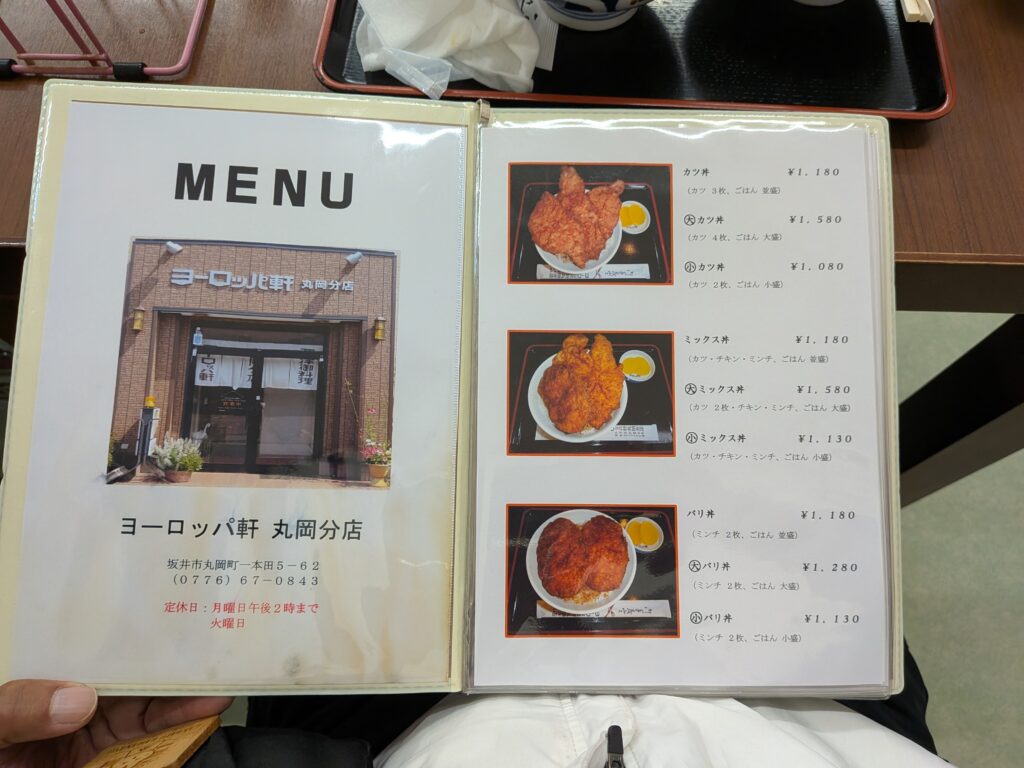 MENU
ヨーロッパ軒 丸岡分店
ヨーロッパ軒 丸岡分店
坂井市丸岡町一本田5-62
(0776) 67-0843
定休日:月曜日午後2時まで
火曜日
カツ丼 ¥1,180
(カツ 3枚、ごはん 並盛)
大カツ丼 ¥1,580
(カツ 4枚、ごはん 大盛)
小カツ丼 ¥1,080
(カツ 2枚、ごはん 小盛)
ミックス丼 ¥1,180
(カツ・チキン・ミンチ、ごはん 並盛)
大ミックス丼 ¥1,580
(カツ 2枚・チキン・ミンチ、ごはん 大盛)
小ミックス丼 ¥1,130
(カツ・チキン・ミンチ、ごはん 小盛)
パリ丼 ¥1,180
(ミンチ 2枚、ごはん 並盛)
大パリ丼 ¥1,280
(ミンチ 2枚、ごはん 大盛)
小パリ丼 ¥1,130
(ミンチ 2枚、ごはん 小盛)